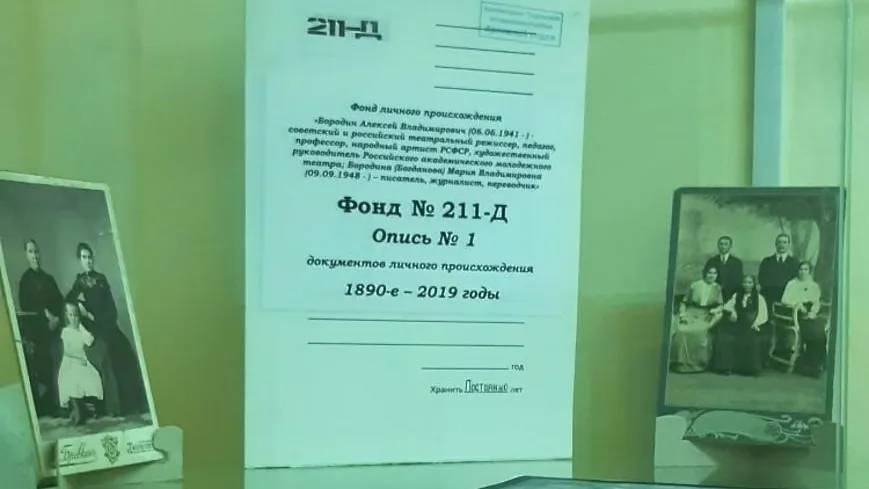 211-Д
Фонд личного происхождения
«Бородин Алексей Владимирович (06.06.1941 - ) -
советский и российский театральный режиссер, педагог,
профессор, народный артист РСФСР, художественный
руководитель Российского академического молодежного
театра; Бородина (Богданова) Мария Владимировна
(09.09.1948 - ) – писатель, журналист, переводчик»
Фонд № 211-Д
Опись № 1
документов личного происхождения
1890-е – 2019 годы
год
Хранить Постоянно лет